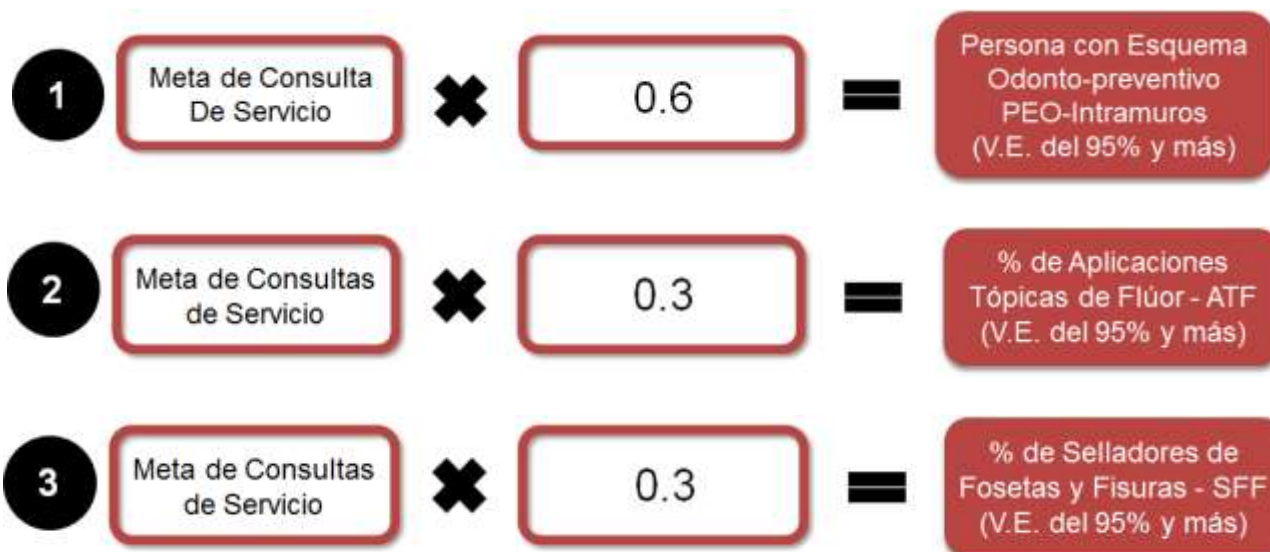 1
Meta de Consulta
De Servicio
✖
0.6
=
Persona con Esquema
Odonto-preventivo
PEO-Intramuros
(V.E. del 95% y más)
2
Meta de Consultas
de Servicio
✖
0.3
=
% de Aplicaciones
Tópicas de Flúor - ATF
(V.E. del 95% y más)
3
Meta de Consultas
de Servicio
✖
0.3
=
% de Selladores de
Fosetas y Fisuras - SFF
(V.E. del 95% y más)